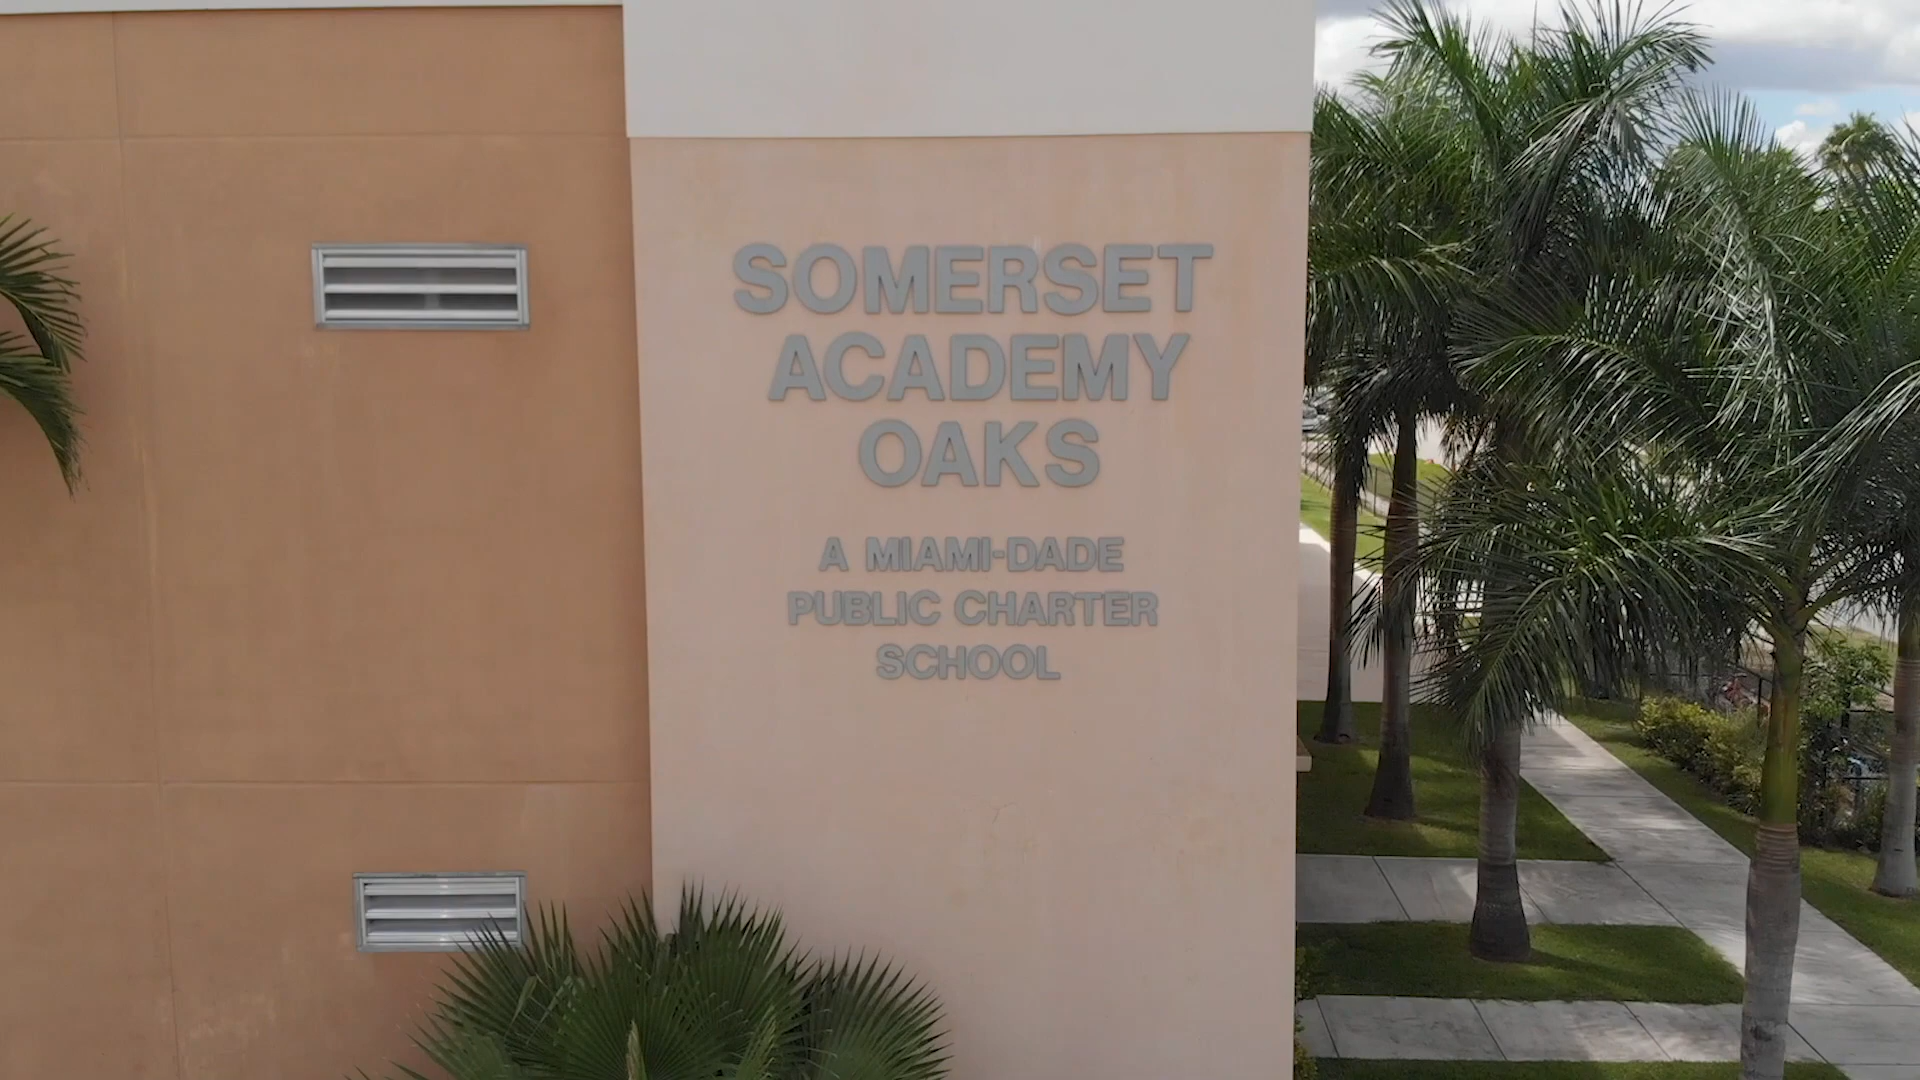 SOMERSET
ACADEMY
OAKS
A MIAMI-DADE
PUBLIC CHARTER
SCHOOL